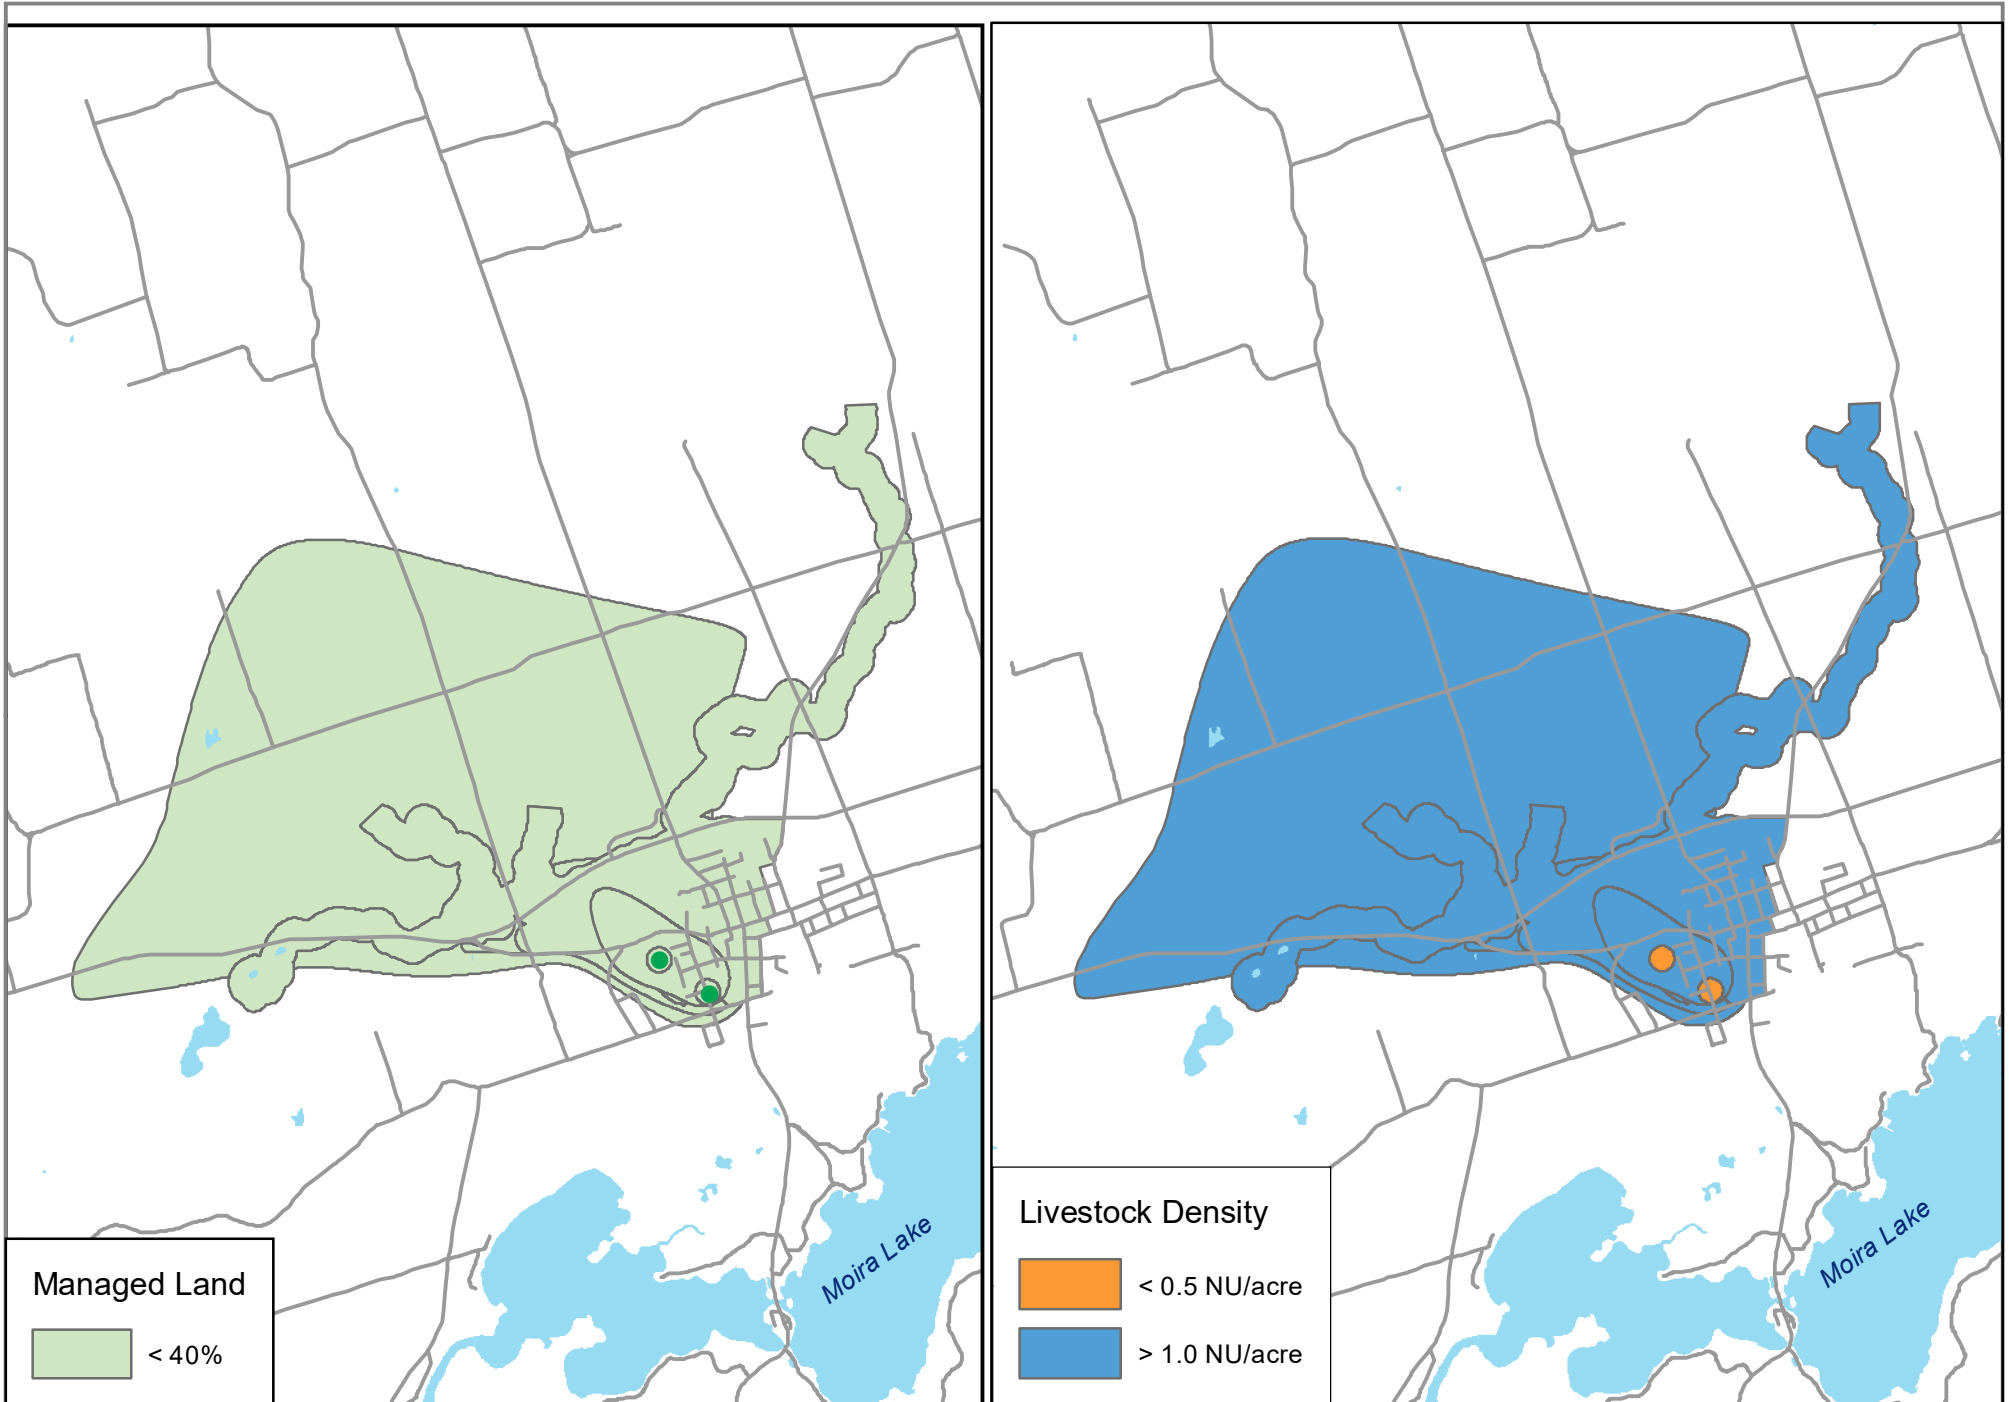 Moira Lake
Managed Land
< 40%
Moira Lake
Livestock Density
< 0.5 NU/acre
> 1.0 NU/acre